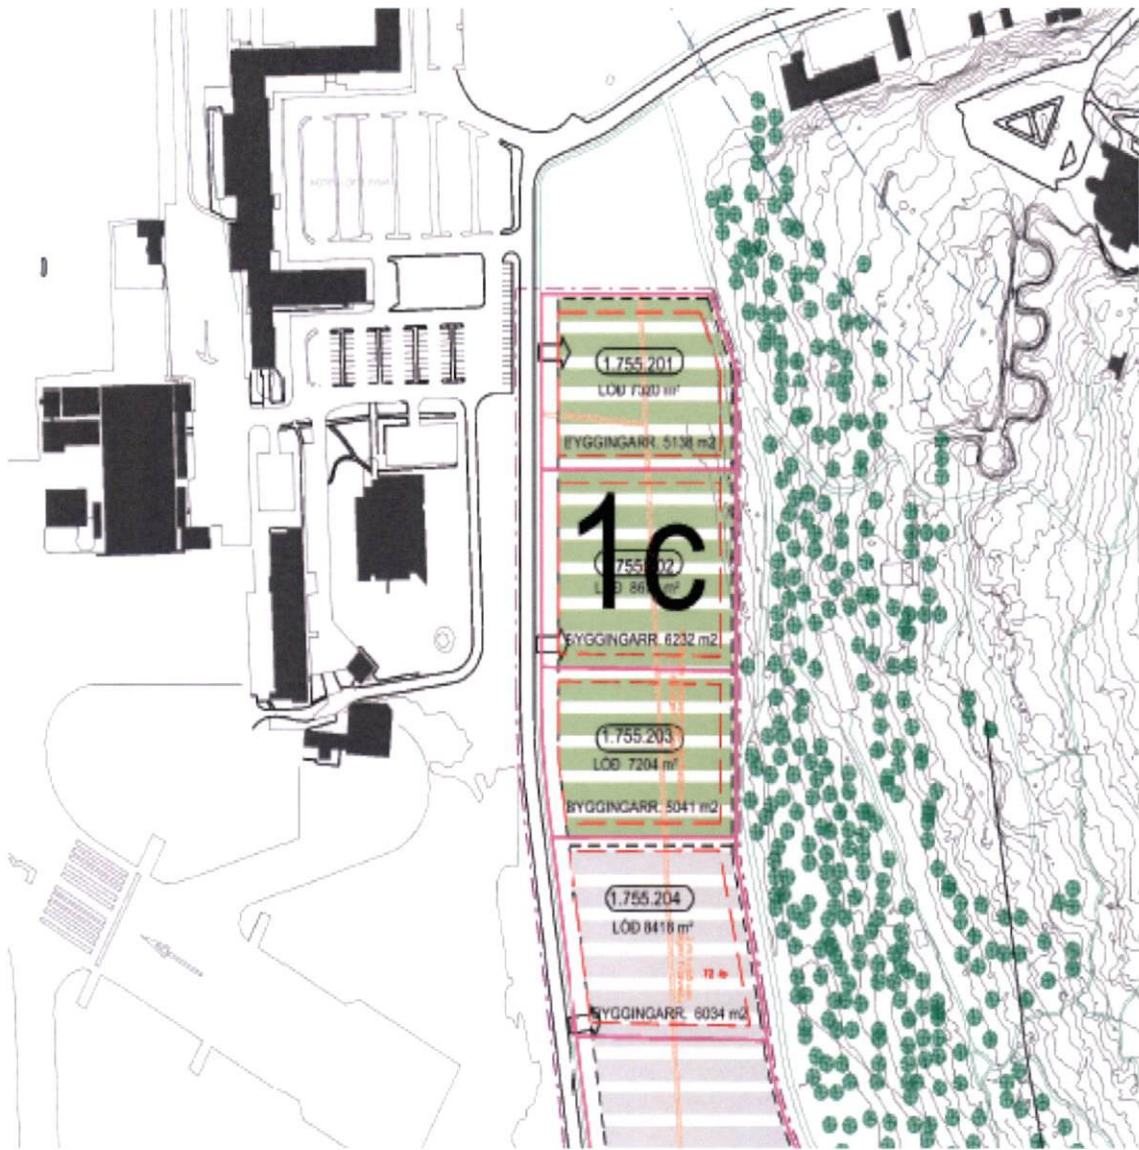 1.755.201
LÓÐ 7320 m²
BYGGINGARR. 5138 m2
1c
LÓÐ
BYGGINGARR. 6232 m2
1.755.203
LÓÐ 7204 m²
BYGGINGARR. 5041 m2
1.755.204
LÓÐ 8418 m²
BYGGINGARR. 6034 m2